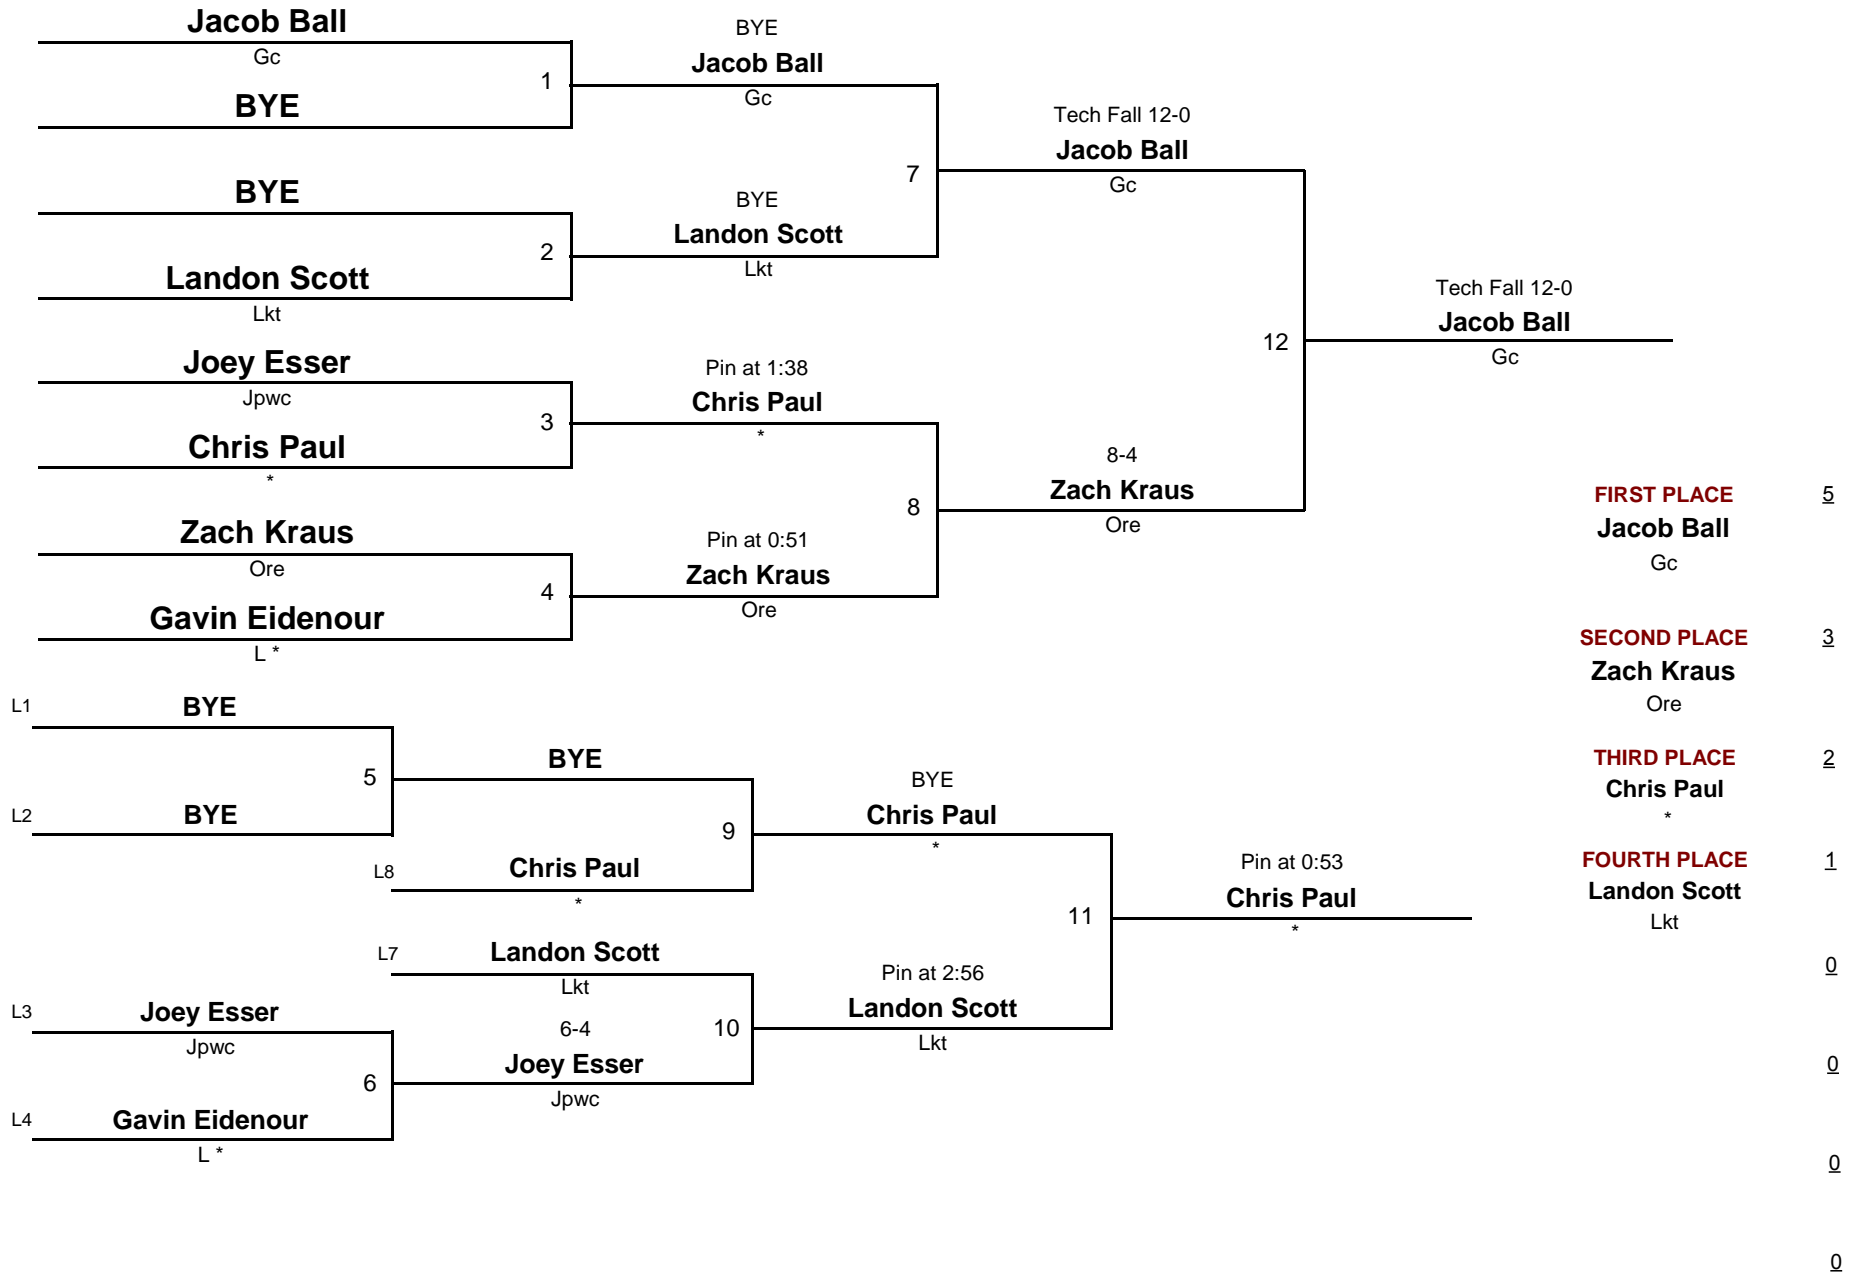 Jacob Ball
Gc
1
BYE
BYE
Jacob Ball
Gc
BYE
2
Landon Scott
Lkt
BYE
Landon Scott
Lkt
7
Tech Fall 12-0
Jacob Ball
Gc
Joey Esser
Jpwc
3
Chris Paul
*
Pin at 1:38
Chris Paul
*
Zach Kraus
Ore
4
Gavin Eidenour
L *
Pin at 0:51
Zach Kraus
Ore
8
8-4
Zach Kraus
Ore
12
Tech Fall 12-0
Jacob Ball
Gc
FIRST PLACE 5
Jacob Ball
Gc
SECOND PLACE 3
Zach Kraus
Ore
THIRD PLACE 2
Chris Paul
*
FOURTH PLACE 1
Landon Scott
Lkt
0
0
0
0
L1 BYE
5
L2 BYE
BYE
9
L8 Chris Paul
*
BYE
Chris Paul
*
L7 Landon Scott
Lkt
L3 Joey Esser
Jpwc
6
L4 Gavin Eidenour
L *
6-4
Joey Esser
Jpwc
10
Pin at 2:56
Landon Scott
Lkt
11
Pin at 0:53
Chris Paul
*